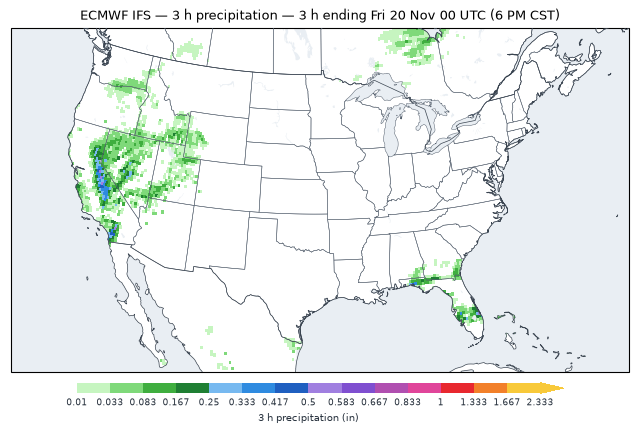 ECMWF IFS — 3 h precipitation — 3 h ending Fri 20 Nov 00 UTC (6 PM CST)
0.01 0.033 0.083 0.167 0.25 0.333 0.417 0.5 0.583 0.667 0.833 1 1.333 1.667 2.333
3 h precipitation (in)